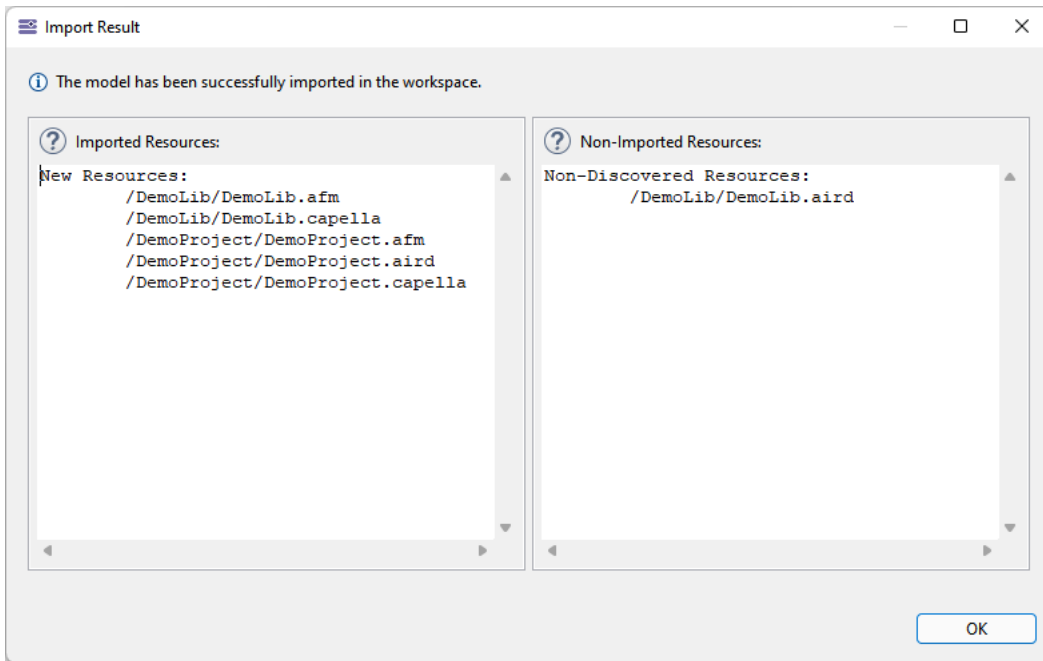 Import Result
The model has been successfully imported in the workspace.
Imported Resources:
New Resources:
/DemoLib/DemoLib.afm
/DemoLib/DemoLib.capella
/DemoProject/DemoProject.afm
/DemoProject/DemoProject.aird
/DemoProject/DemoProject.capella
Non-Imported Resources:
Non-Discovered Resources:
/DemoLib/DemoLib.aird
OK